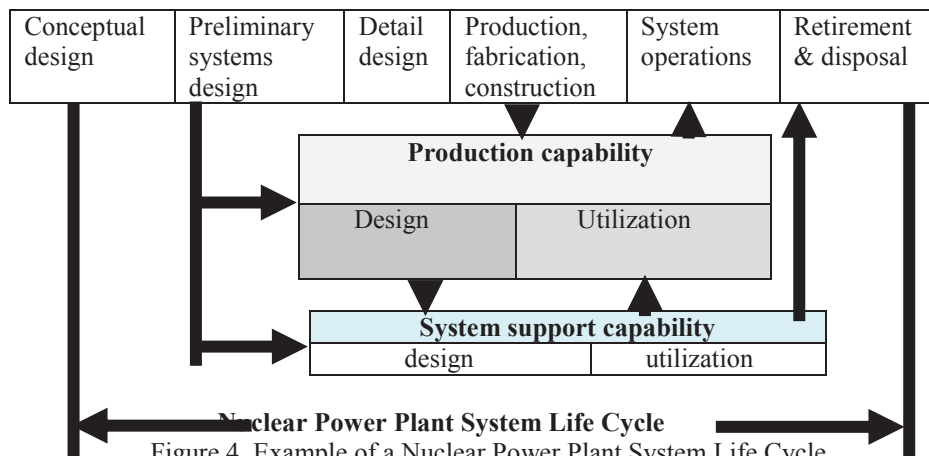 Conceptual
design
Preliminary
systems
design
Detail
design
Production,
fabrication,
construction
System
operations
Retirement
& disposal
Production capability
Design
Utilization
System support capability
design
utilization
Nuclear Power Plant System Life Cycle
Figure 4. Example of a Nuclear Power Plant System Life Cycle